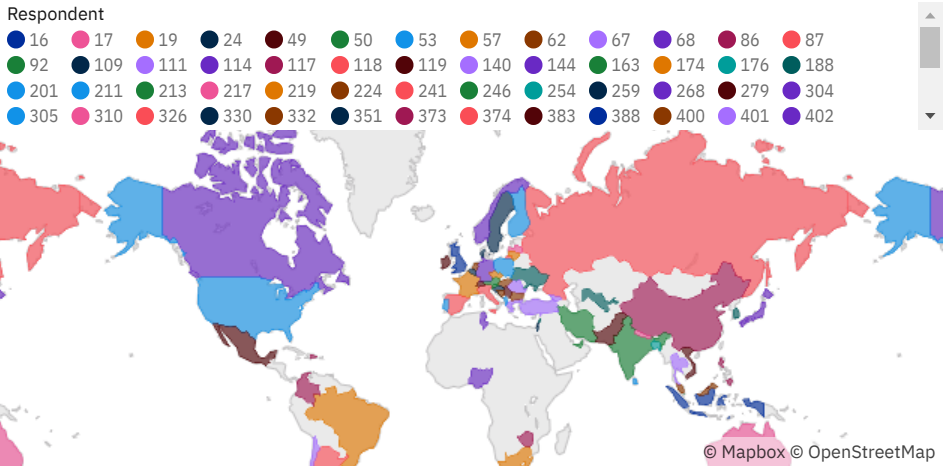 Respondent
16 17 19 24 49 50 53 57 62 67 68 86 87
92 109 111 114 117 118 119 140 144 163 174 176 188
201 211 213 217 219 224 241 246 254 259 268 279 304
305 310 326 330 332 351 373 374 383 388 400 401 402
© Mapbox © OpenStreetMap